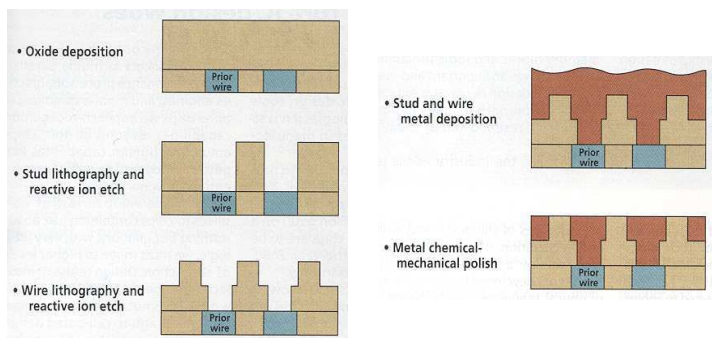 • Oxide deposition
Prior
wire
• Stud lithography and
reactive ion etch
Prior
wire
• Wire lithography and
reactive ion etch
Prior
wire
• Stud and wire
metal deposition
Prior
wire
• Metal chemical-
mechanical polish
Prior
wire